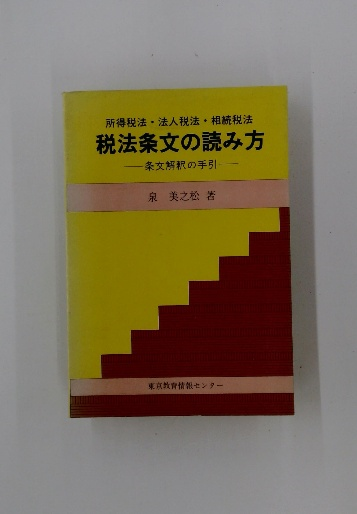 所得税法・法人税法・相続税法
税法条文の読み方
――条文解釈の手引――
泉 美之松 著
東京教育情報センター